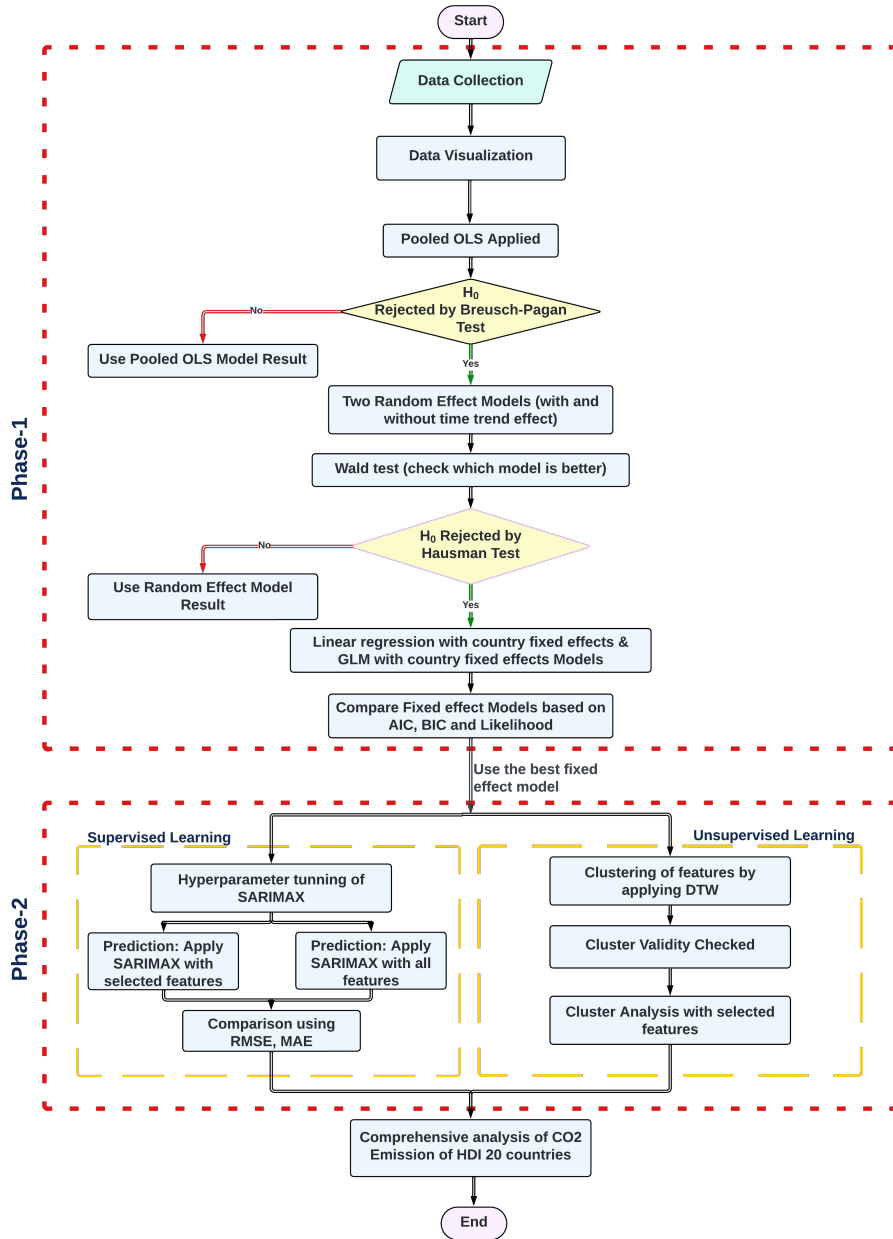 Start
Data Collection
Data Visualization
Pooled OLS Applied
H₀
Rejected by Breusch-Pagan
Test
No
Use Pooled OLS Model Result
Yes
Two Random Effect Models (with and
without time trend effect)
Phase-1
Wald test (check which model is better)
H₀ Rejected by
Hausman Test
No
Use Random Effect Model
Result
Yes
Linear regression with country fixed effects &
GLM with country fixed effects Models
Compare Fixed effect Models based on
AIC, BIC and Likelihood
Use the best fixed
effect model
Supervised Learning
Unsupervised Learning
Phase-2
Hyperparameter tunning of
SARIMAX
Prediction: Apply
SARIMAX with
selected features
Prediction: Apply
SARIMAX with all
features
Comparison using
RMSE, MAE
Clustering of features by
applying DTW
Cluster Validity Checked
Cluster Analysis with selected
features
Comprehensive analysis of CO2
Emission of HDI 20 countries
End